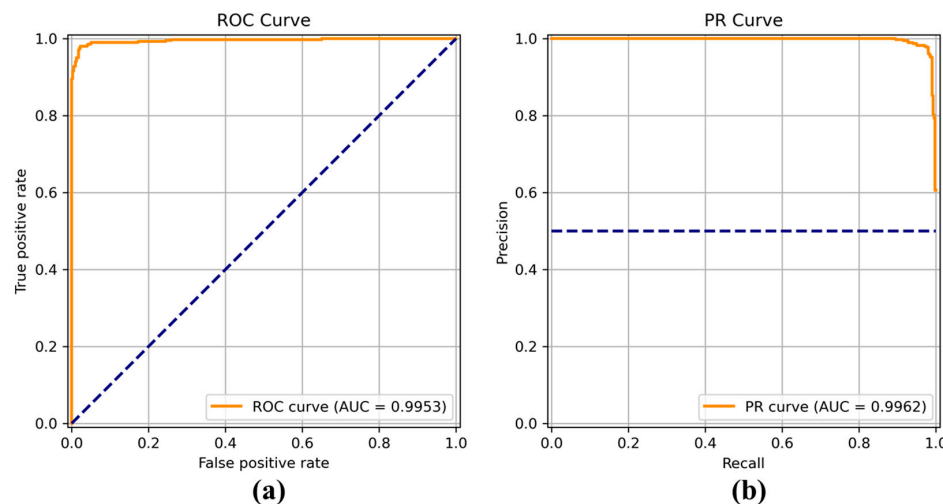 ROC Curve
1.0
0.8
0.6
0.4
0.2
0.0
True positive rate
ROC curve (AUC = 0.9953)
0.0 0.2 0.4 0.6 0.8 1.0
False positive rate
(a)
PR Curve
1.0
0.8
0.6
0.4
0.2
0.0
Precision
PR curve (AUC = 0.9962)
0.0 0.2 0.4 0.6 0.8 1.0
Recall
(b)